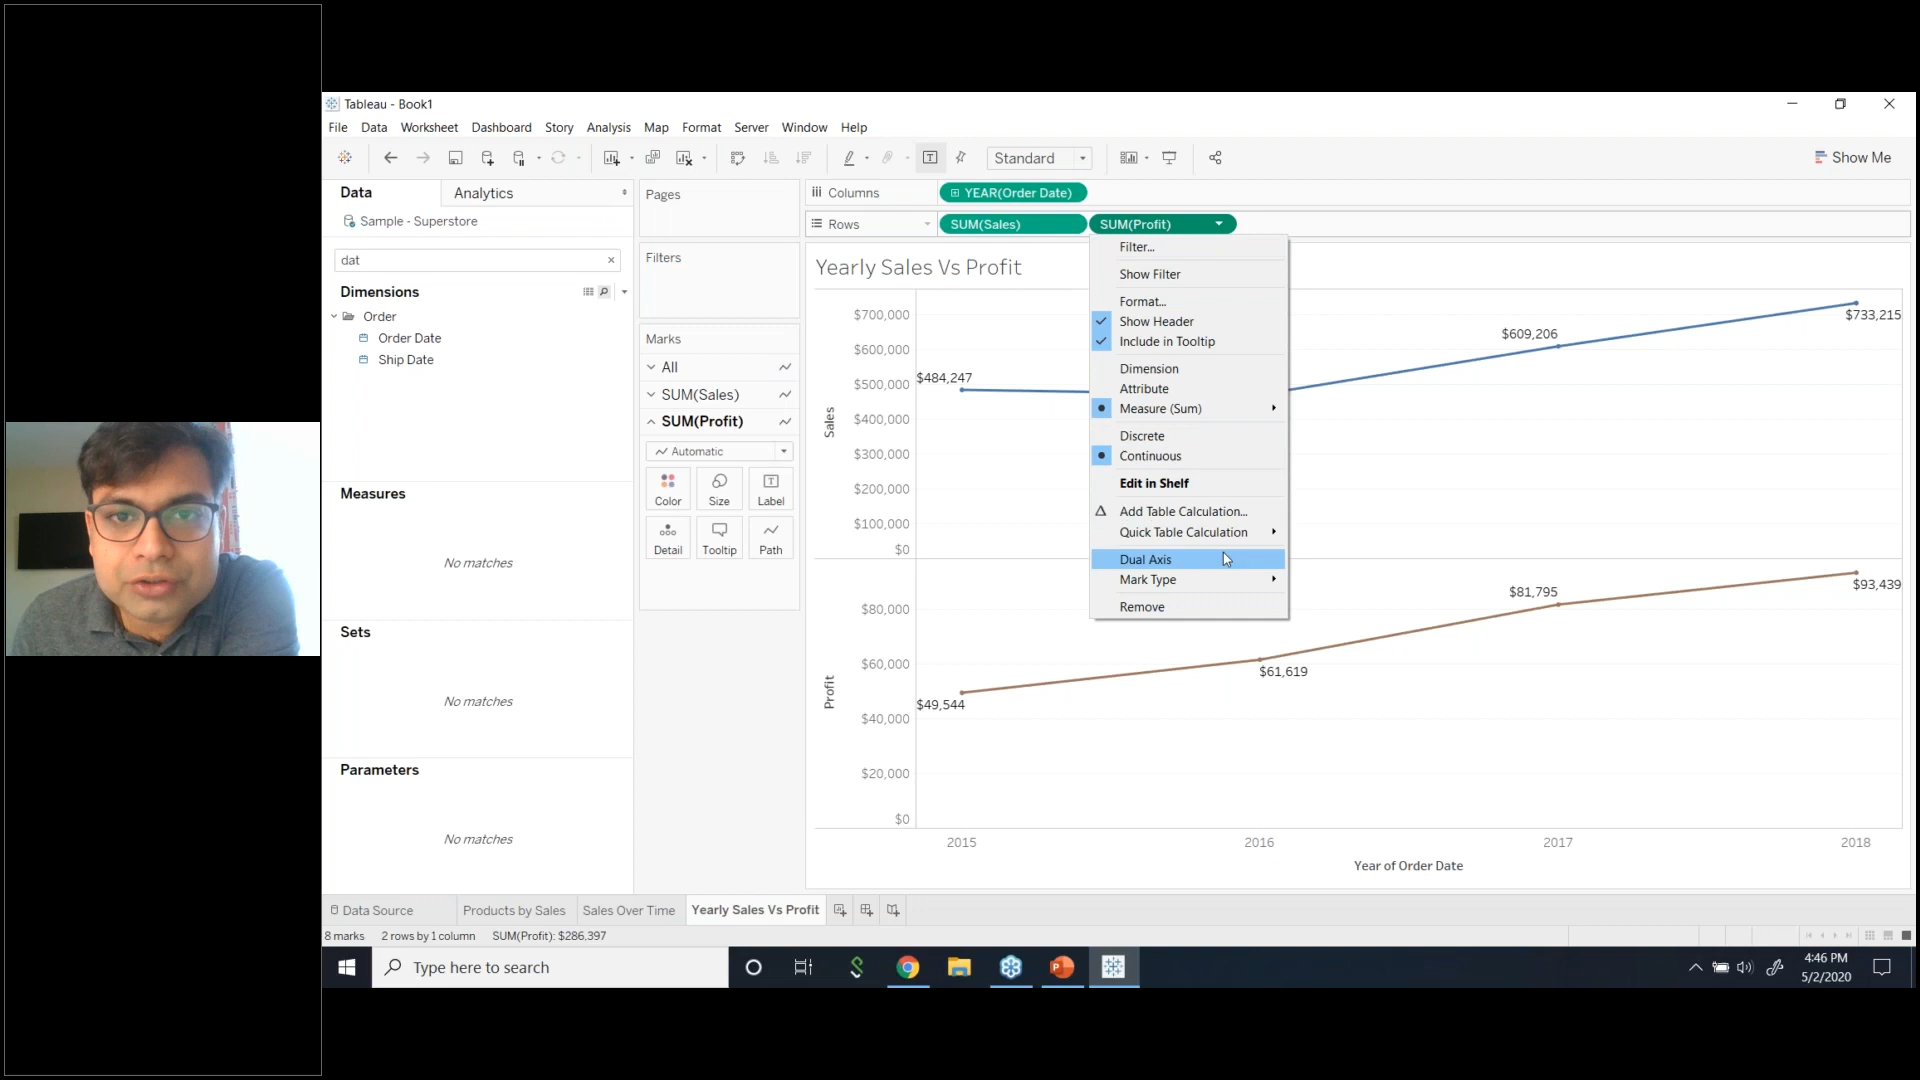 Tableau - Book1
File Data Worksheet Dashboard Story Analysis Map Format Server Window Help
Standard
Show Me
Data
Analytics
Sample - Superstore
dat
Dimensions
Order
Order Date
Ship Date
Measures
No matches
Sets
No matches
Parameters
No matches
Pages
Filters
Marks
All
SUM(Sales)
SUM(Profit)
Automatic
Color Size Label
Detail Tooltip Path
Columns
YEAR(Order Date)
Rows
SUM(Sales)
SUM(Profit)
Yearly Sales Vs Profit
Filter...
Show Filter
Format...
Show Header
Include in Tooltip
Dimension
Attribute
Measure (Sum)
Discrete
Continuous
Edit in Shelf
Add Table Calculation...
Quick Table Calculation
Dual Axis
Mark Type
Remove
Sales
$700,000
$600,000
$500,000
$400,000
$300,000
$200,000
$100,000
$0
$484,247
$609,206
$733,215
Profit
$80,000
$60,000
$40,000
$20,000
$0
$49,544
$61,619
$81,795
$93,439
2015 2016 2017 2018
Year of Order Date
Data Source
Products by Sales
Sales Over Time
Yearly Sales Vs Profit
8 marks 2 rows by 1 column SUM(Profit): $286,397
Type here to search
4:46 PM
5/2/2020